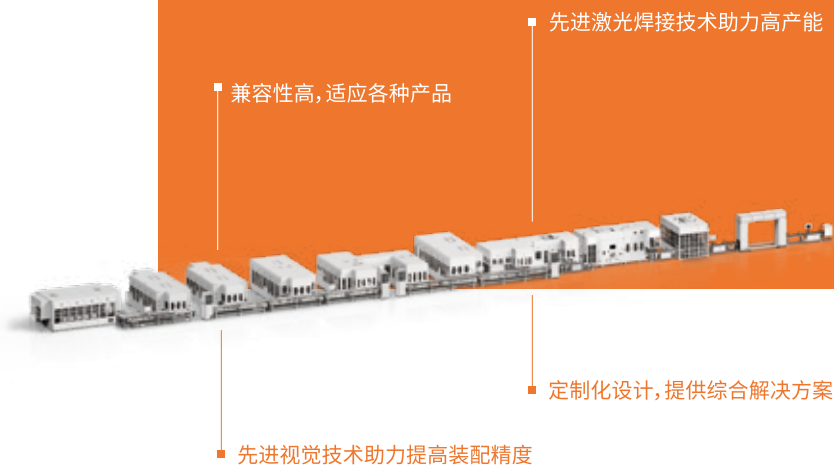 先进激光焊接技术助力高产能
兼容性高，适应各种产品
定制化设计，提供综合解决方案
先进视觉技术助力提高装配精度